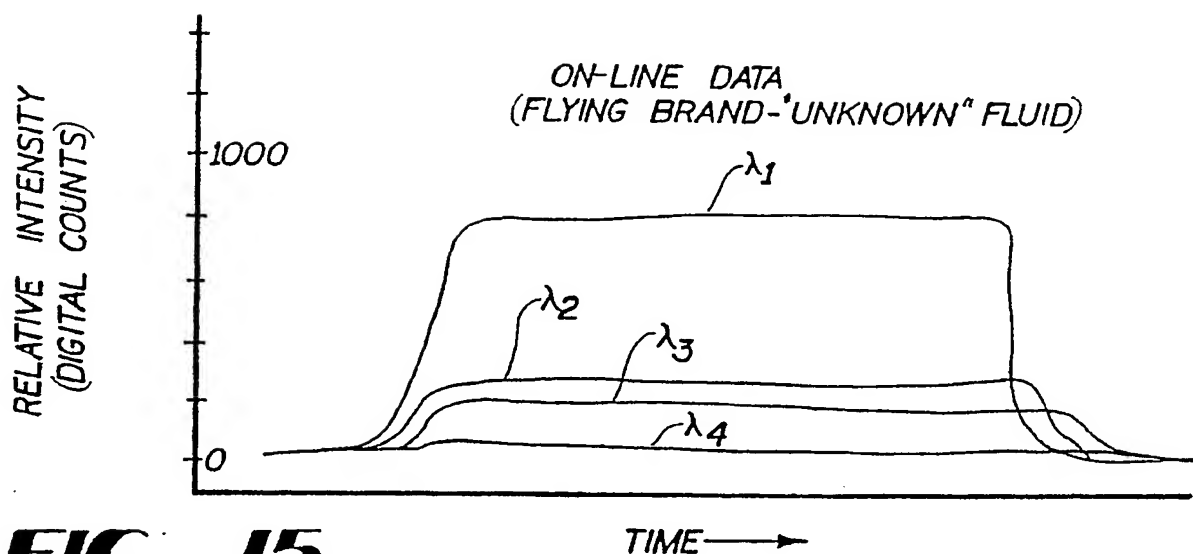 RELATIVE INTENSITY
(DIGITAL COUNTS)
1000
0
ON-LINE DATA
(FLYING BRAND-"UNKNOWN" FLUID)
λ1
λ2
λ3
λ4
TIME
FIG. 15